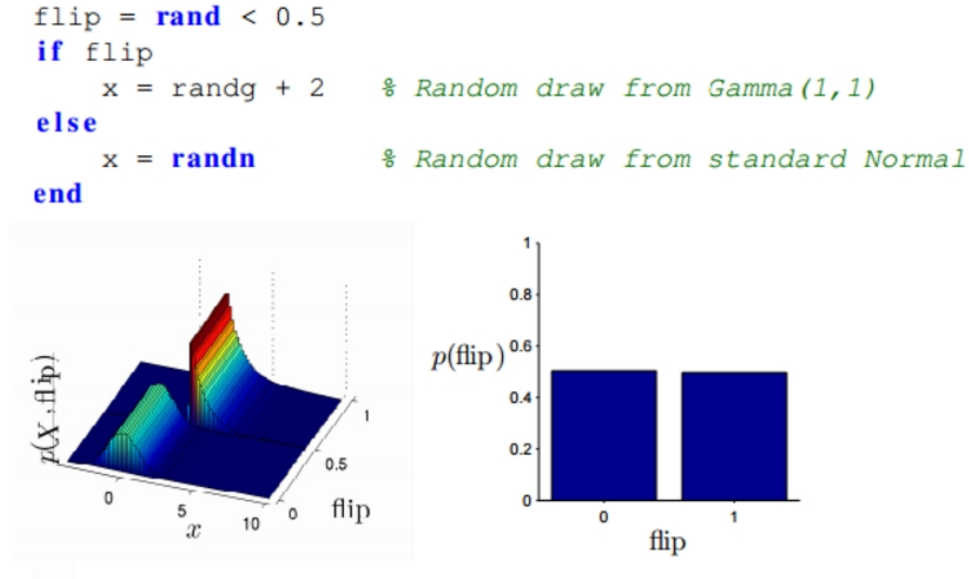 flip = rand < 0.5
if flip
x = randg + 2 % Random draw from Gamma(1,1)
else
x = randn % Random draw from standard Normal
end
p(X,flip)
0
5
10
x
0
0.5
1
flip
p(flip)
1
0.8
0.6
0.4
0.2
0
0 1
flip